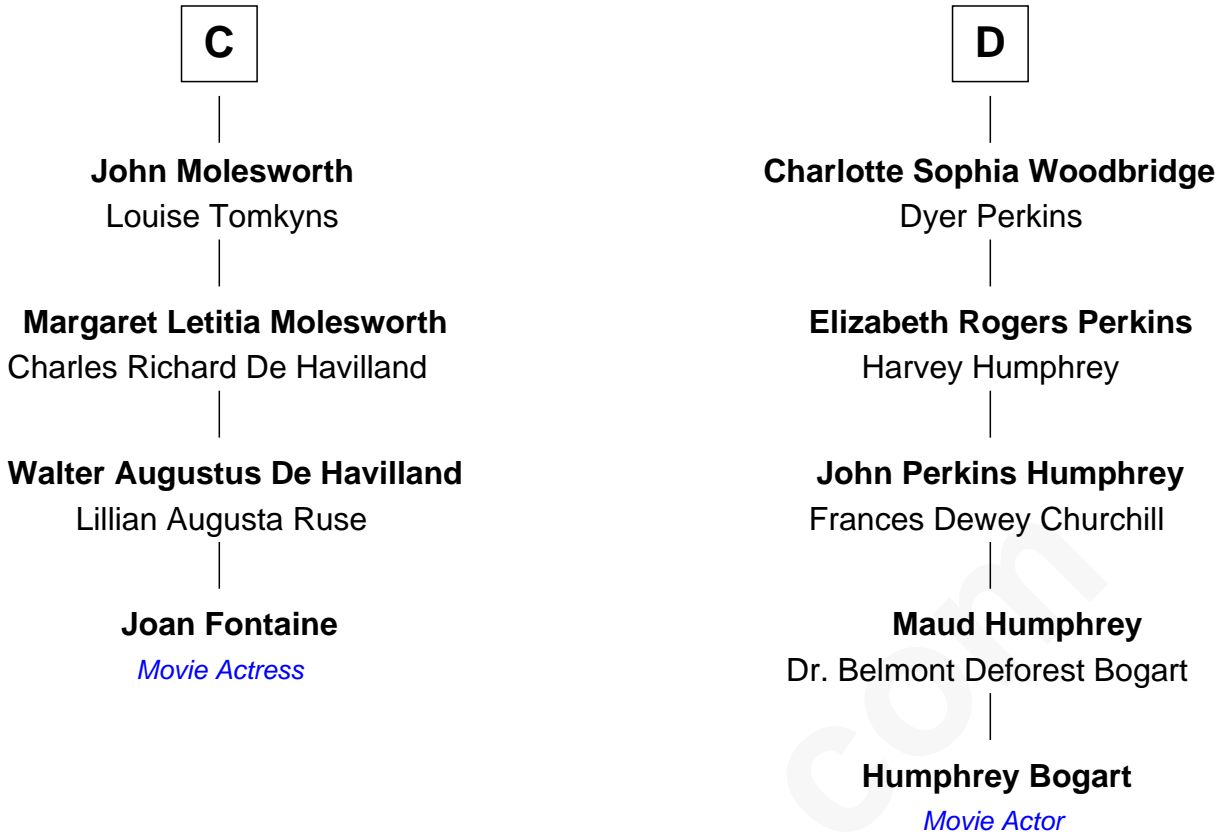 C
John Molesworth
Louise Tomkyns
Margaret Letitia Molesworth
Charles Richard De Havilland
Walter Augustus De Havilland
Lillian Augusta Ruse
Joan Fontaine
Movie Actress
D
Charlotte Sophia Woodbridge
Dyer Perkins
Elizabeth Rogers Perkins
Harvey Humphrey
John Perkins Humphrey
Frances Dewey Churchill
Maud Humphrey
Dr. Belmont Deforest Bogart
Humphrey Bogart
Movie Actor
com